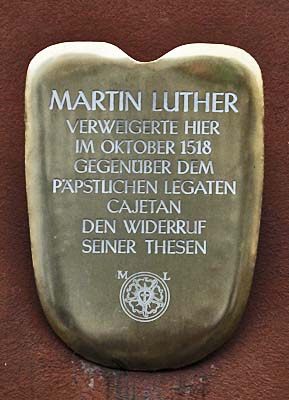 MARTIN LUTHER
VERWEIGERTE HIER
IM OKTOBER 1518
GEGENÜBER DEM
PÄPSTLICHEN LEGATEN
CAJETAN
DEN WIDERRUF
SEINER THESEN
M L